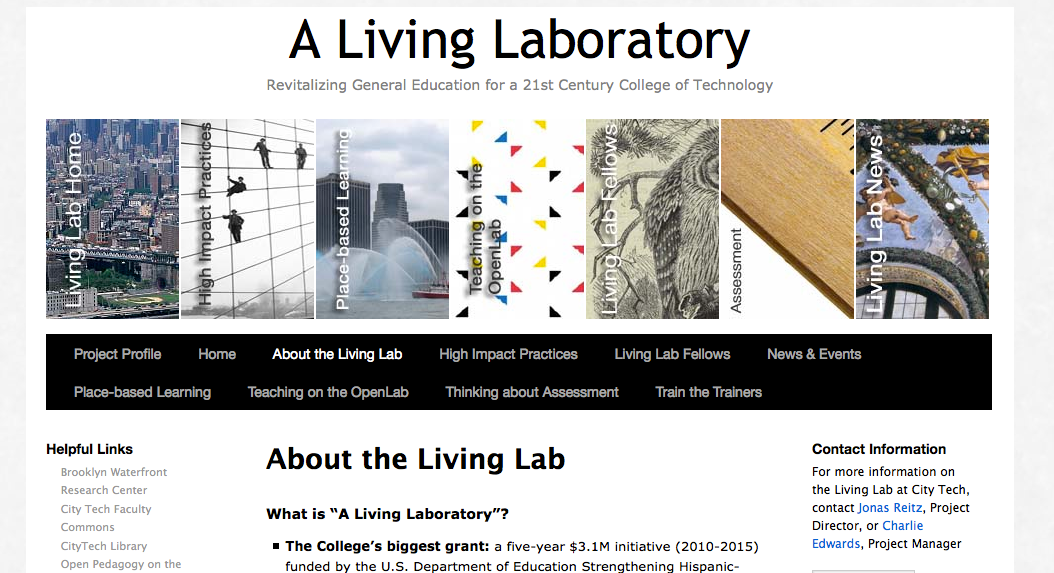 A Living Laboratory
Revitalizing General Education for a 21st Century College of Technology
Living Lab Home
High Impact Practices
Place-based Learning
Teaching on the
OpenLab
Living Lab Fellows
Assessment
Living Lab News
Project Profile Home About the Living Lab High Impact Practices Living Lab Fellows News & Events
Place-based Learning Teaching on the OpenLab Thinking about Assessment Train the Trainers
Helpful Links
Brooklyn Waterfront
Research Center
City Tech Faculty
Commons
CityTech Library
Open Pedagogy on the
About the Living Lab
What is “A Living Laboratory”?
The College’s biggest grant: a five-year $3.1M initiative (2010-2015)
funded by the U.S. Department of Education Strengthening Hispanic-
Contact Information
For more information on
the Living Lab at City Tech,
contact Jonas Reitz, Project
Director, or Charlie
Edwards, Project Manager